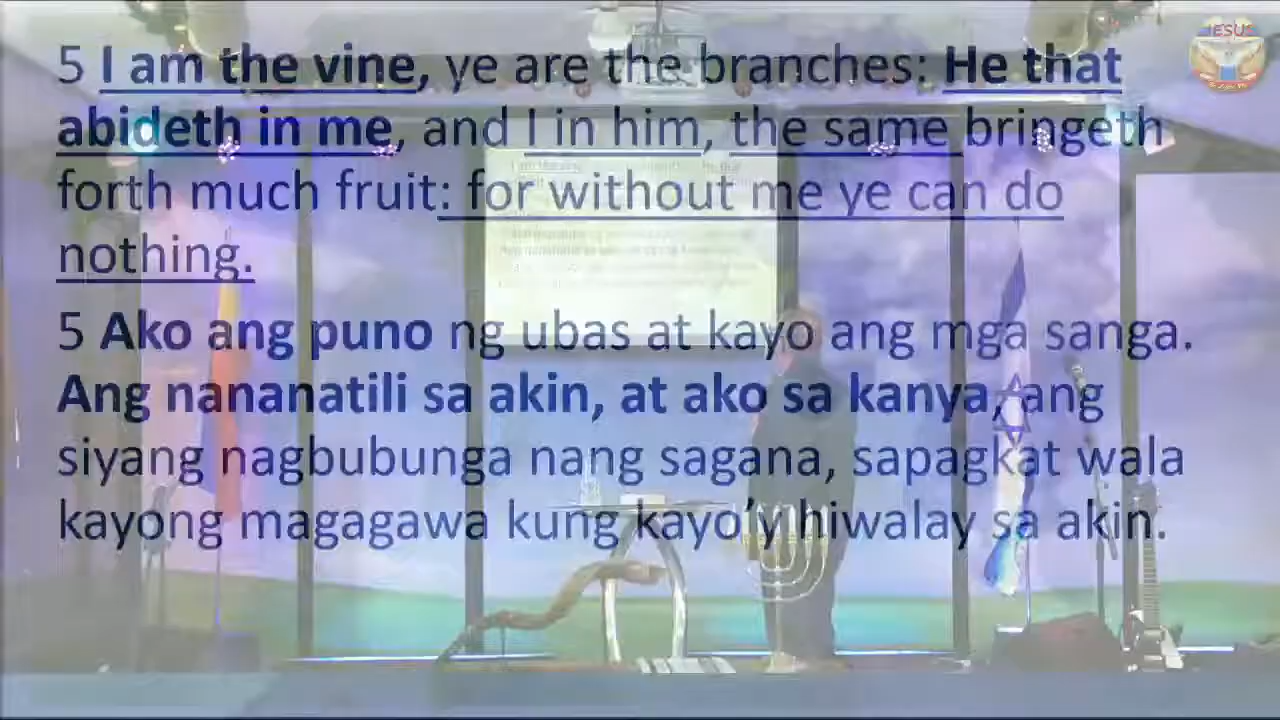 JESUS
5 I am the vine, ye are the branches: He that
abideth in me, and I in him, the same bringeth
forth much fruit: for without me ye can do
nothing.
5 Ako ang puno ng ubas at kayo ang mga sanga.
Ang nananatili sa akin, at ako sa kanya, ang
siyang nagbubunga nang sagana, sapagkat wala
kayong magagawa kung kayo’y hiwalay sa akin.